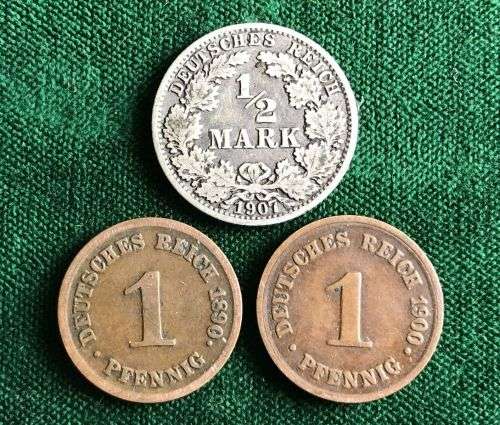 DEUTSCHES REICH
1/2
MARK
1907
DEUTSCHES REICH 1890
1
PFENNIG
DEUTSCHES REICH 1900
1
PFENNIG